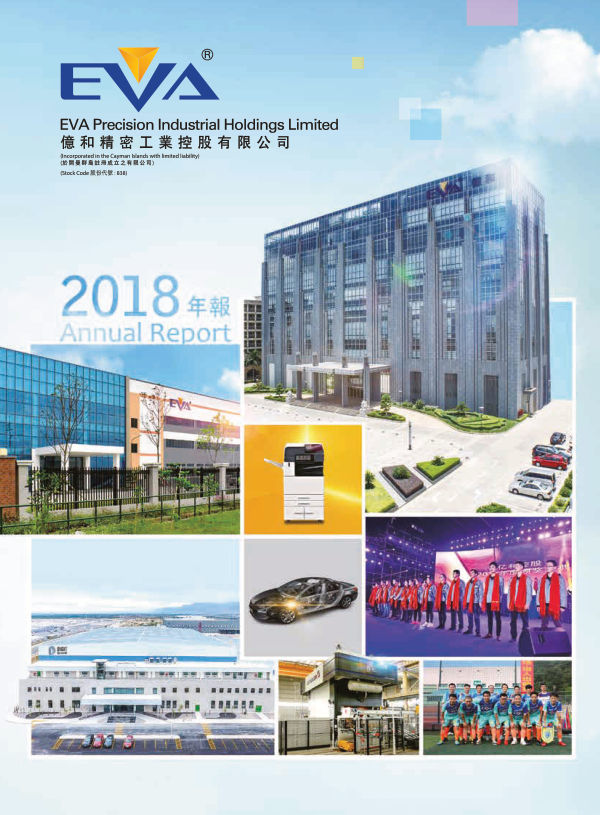 EVA®
EVA Precision Industrial Holdings Limited
億和精密工業控股有限公司
(Incorporated in the Cayman Islands with limited liability)
(於開曼群島註冊成立之有限公司)
(Stock Code 股份代號 : 838)
EVA
2018 年報
Annual Report
EVA